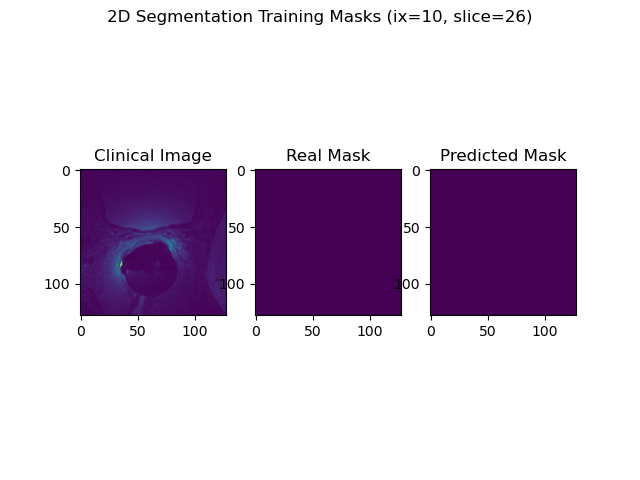 2D Segmentation Training Masks (ix=10, slice=26)
Clinical Image Real Mask Predicted Mask
0 0 0
50 50 50
100 100 100
0 50 100 0 50 100 0 50 100